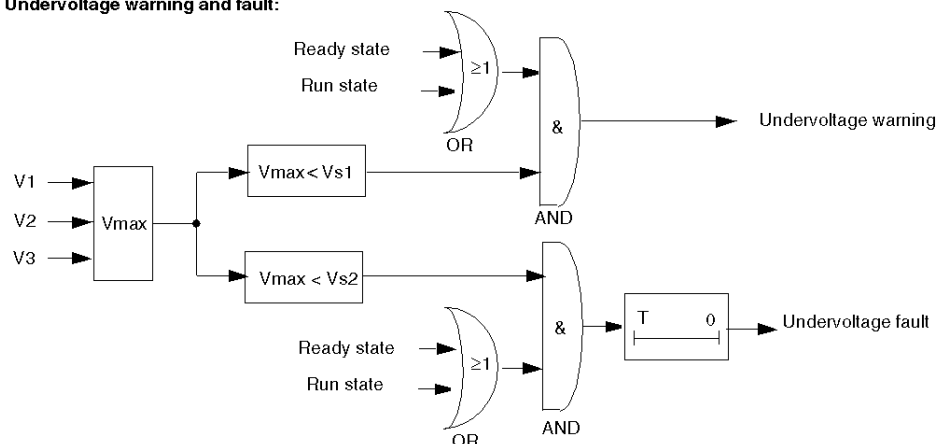 Undervoltage warning and fault:
Ready state
Run state
≥1
OR
&
AND
Undervoltage warning
V1
V2
V3
Vmax
Vmax < Vs1
Vmax < Vs2
Ready state
Run state
≥1
OR
&
AND
T 0
Undervoltage fault